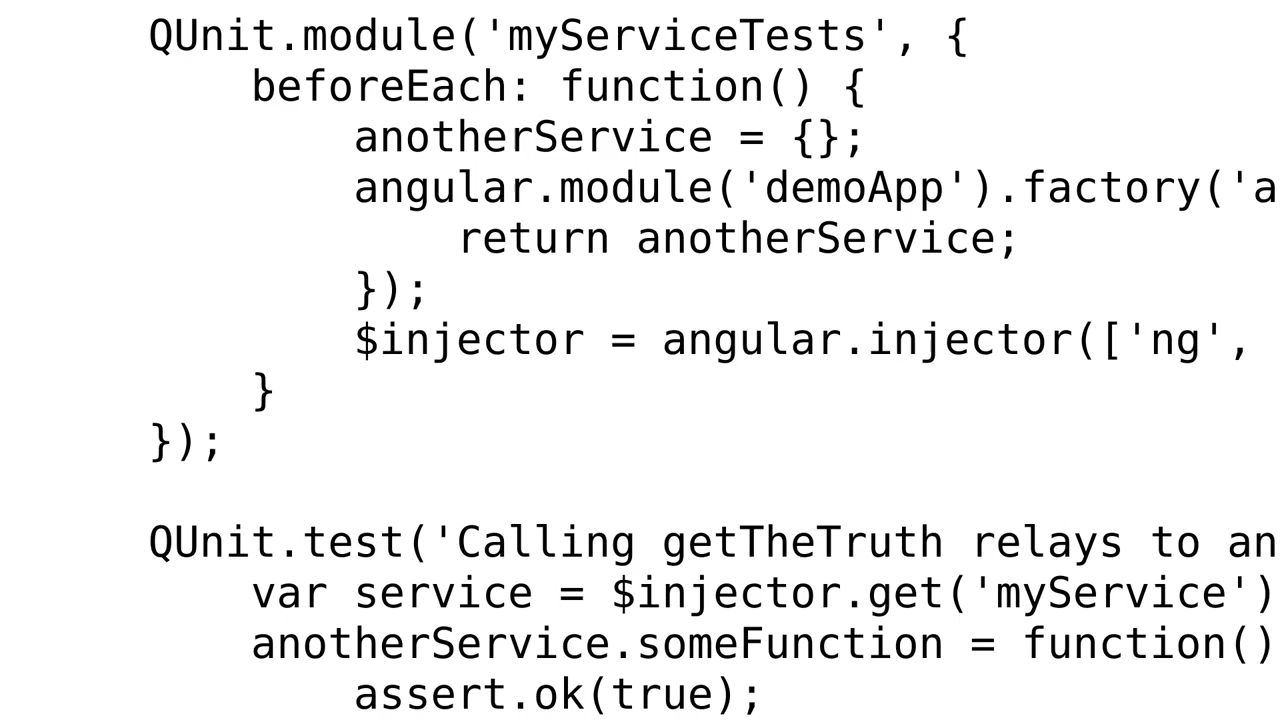 QUnit.module('myServiceTests', {
    beforeEach: function() {
        anotherService = {};
        angular.module('demoApp').factory('a
            return anotherService;
        });
        $injector = angular.injector(['ng',
    }
});

QUnit.test('Calling getTheTruth relays to an
    var service = $injector.get('myService')
    anotherService.someFunction = function()
        assert.ok(true);